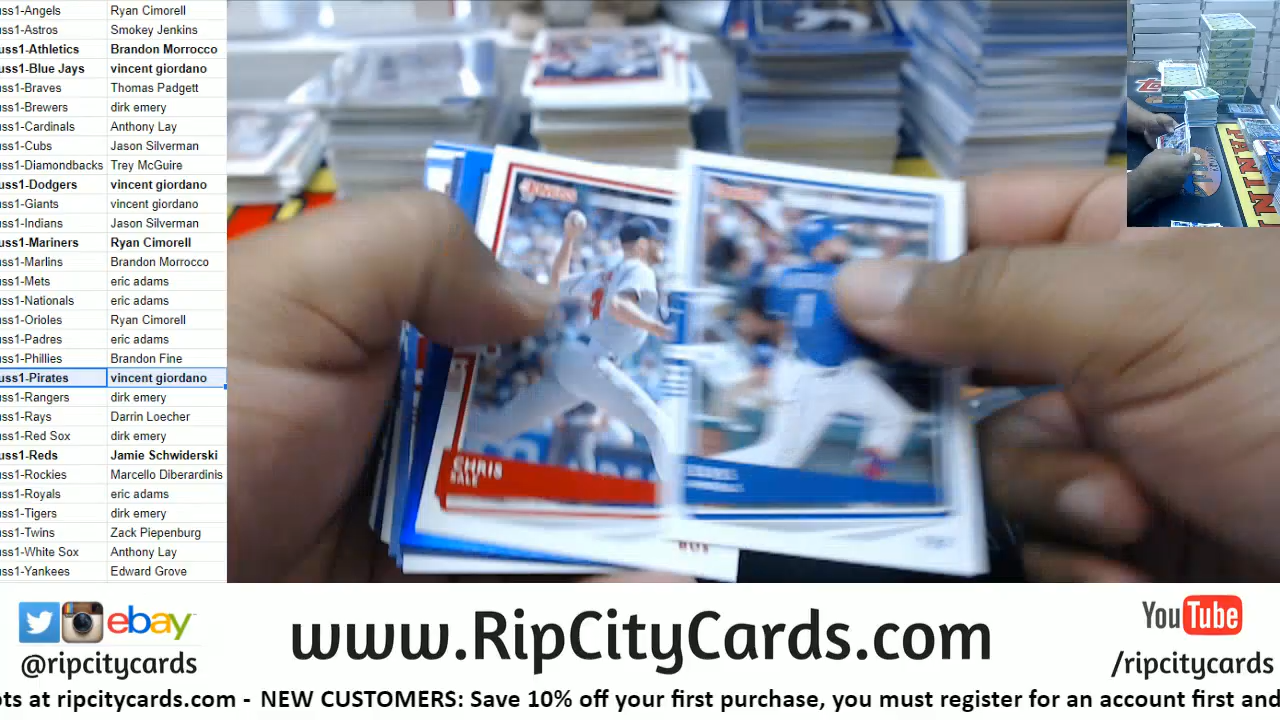 uss1-Angels Ryan Cimorell
uss1-Astros Smokey Jenkins
uss1-Athletics Brandon Morrocco
uss1-Blue Jays vincent giordano
uss1-Braves Thomas Padgett
uss1-Brewers dirk emery
uss1-Cardinals Anthony Lay
uss1-Cubs Jason Silverman
uss1-Diamondbacks Trey McGuire
uss1-Dodgers vincent giordano
uss1-Giants vincent giordano
uss1-Indians Jason Silverman
uss1-Mariners Ryan Cimorell
uss1-Marlins Brandon Morrocco
uss1-Mets eric adams
uss1-Nationals eric adams
uss1-Orioles Ryan Cimorell
uss1-Padres eric adams
uss1-Phillies Brandon Fine
uss1-Pirates vincent giordano
uss1-Rangers dirk emery
uss1-Rays Darrin Loecher
uss1-Red Sox dirk emery
uss1-Reds Jamie Schwiderski
uss1-Rockies Marcello Diberardinis
uss1-Royals eric adams
uss1-Tigers dirk emery
uss1-Twins Zack Piepenburg
uss1-White Sox Anthony Lay
uss1-Yankees Edward Grove
CHRIS
SALE
PANINI
ebay
@ripcitycards
www.RipCityCards.com
YouTube
/ripcitycards
ots at ripcitycards.com - NEW CUSTOMERS: Save 10% off your first purchase, you must register for an account first and